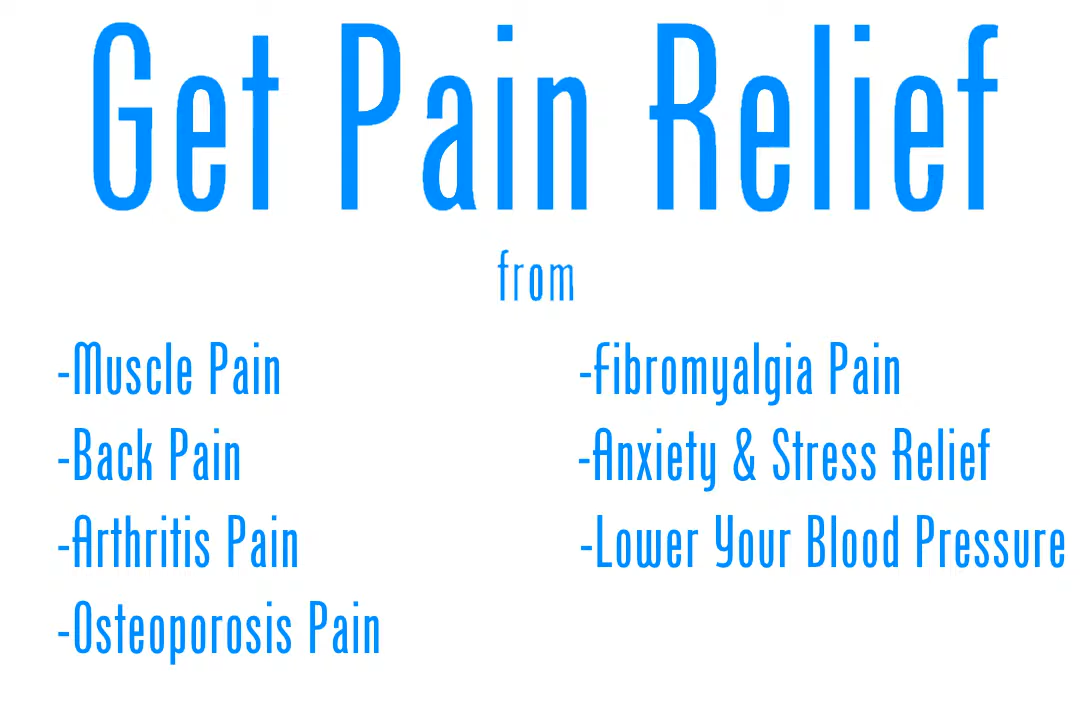 Get Pain Relief
from
-Muscle Pain
-Back Pain
-Arthritis Pain
-Osteoporosis Pain
-Fibromyalgia Pain
-Anxiety & Stress Relief
-Lower Your Blood Pressure